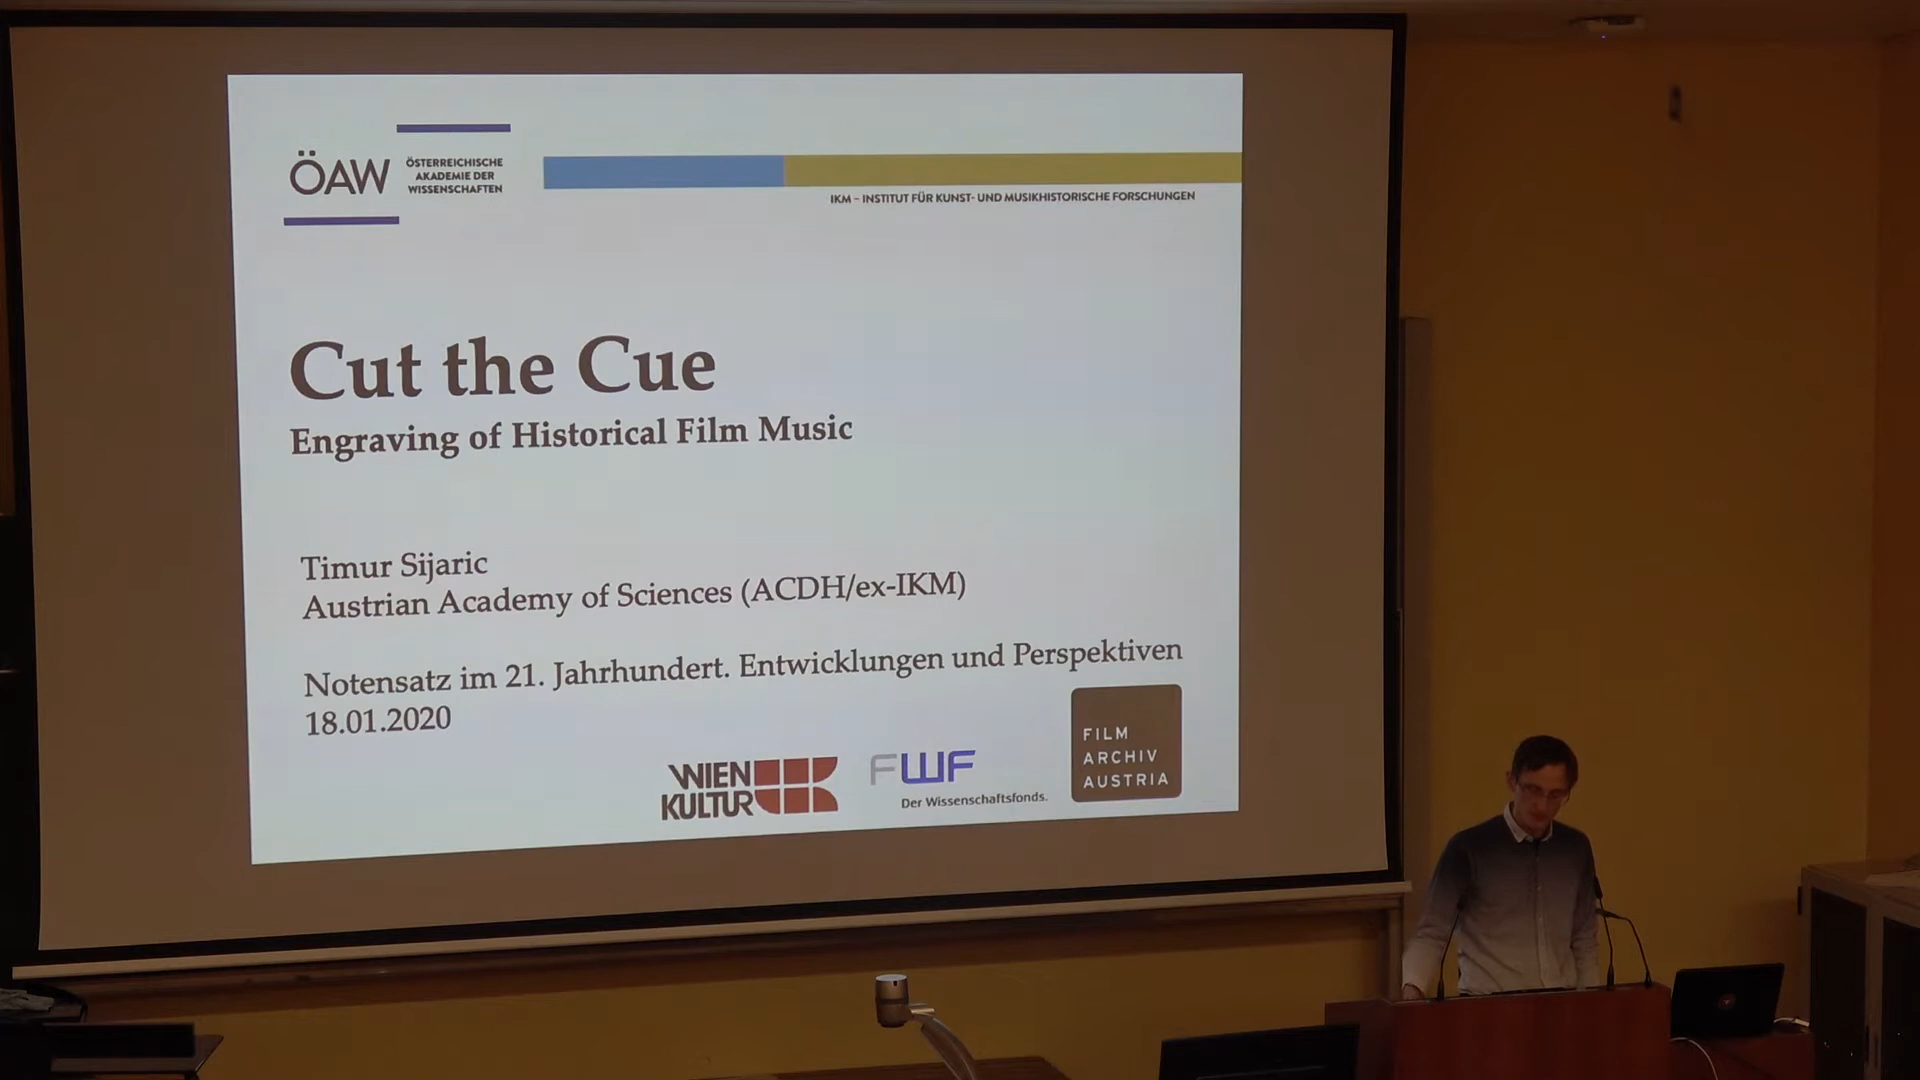 ÖAW
ÖSTERREICHISCHE
AKADEMIE DER
WISSENSCHAFTEN
IKM – INSTITUT FÜR KUNST- UND MUSIKHISTORISCHE FORSCHUNGEN
Cut the Cue
Engraving of Historical Film Music
Timur Sijaric
Austrian Academy of Sciences (ACDH/ex-IKM)
Notensatz im 21. Jahrhundert. Entwicklungen und Perspektiven
18.01.2020
WIEN
KULTUR
FWF
Der Wissenschaftsfonds.
FILM
ARCHIV
AUSTRIA